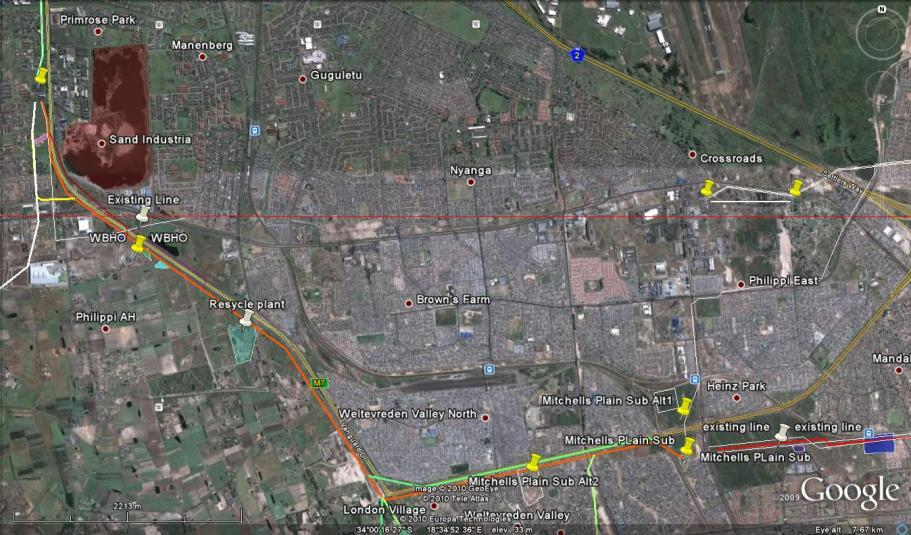 N
Primrose Park
Manenberg
2
Guguletu
Sand Industria
Crossroads
Nyanga
Settlers Way
Existing Line
WBHO
WBHO
Philippi East
Resycle plant
Brown's Farm
Philippi AH
Mandal
M7
Heinz Park
Mitchells Plain Sub Alt1
Weltevreden Valley North
existing line
existing line
Vanguard Dr
Mitchells PLain Sub
Mitchells PLain Sub
Mitchells Plain Sub Alt2
Image © 2010 GeoEye
© 2010 Tele Atlas
2009 Google
2213 m
London Village
Weltevreden Valley
© 2010 Europa Technologies
34°00'16.27" S 18°34'52.36" E elev 33 m
Eye alt 7.67 km